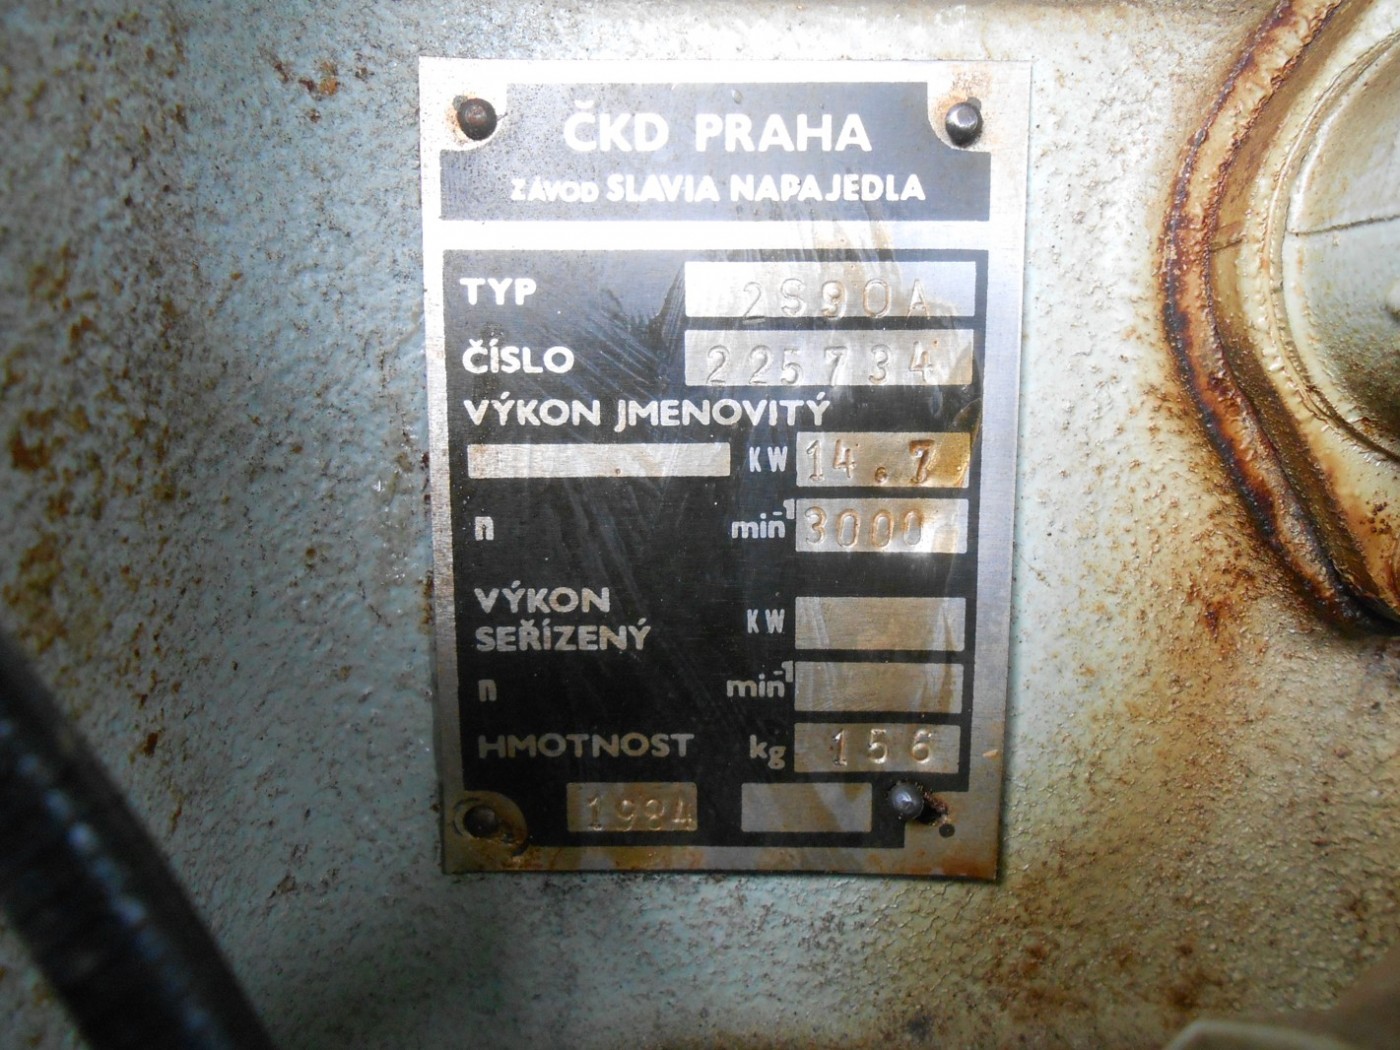 ČKD PRAHA
ZÁVOD SLAVIA NAPAJEDLA
TYP 2S90A
ČÍSLO 225734
VÝKON JMENOVITÝ
KW 14.7
n min⁻¹ 3000
VÝKON
SEŘÍZENÝ KW
n min⁻¹
HMOTNOST kg 156